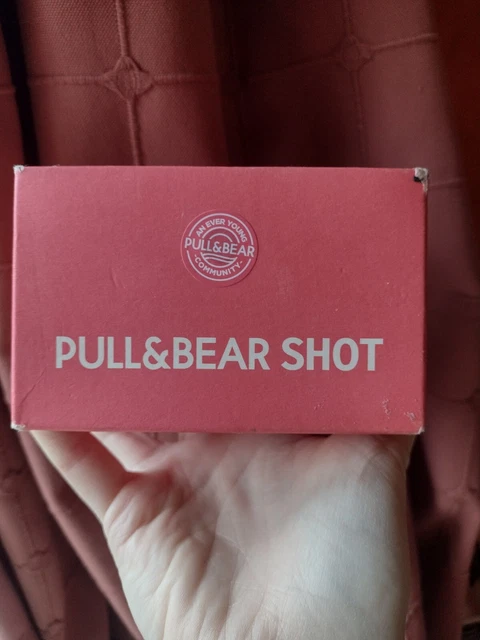 AN EVER YOUNG
PULL&BEAR
·COMMUNITY·
PULL&BEAR SHOT